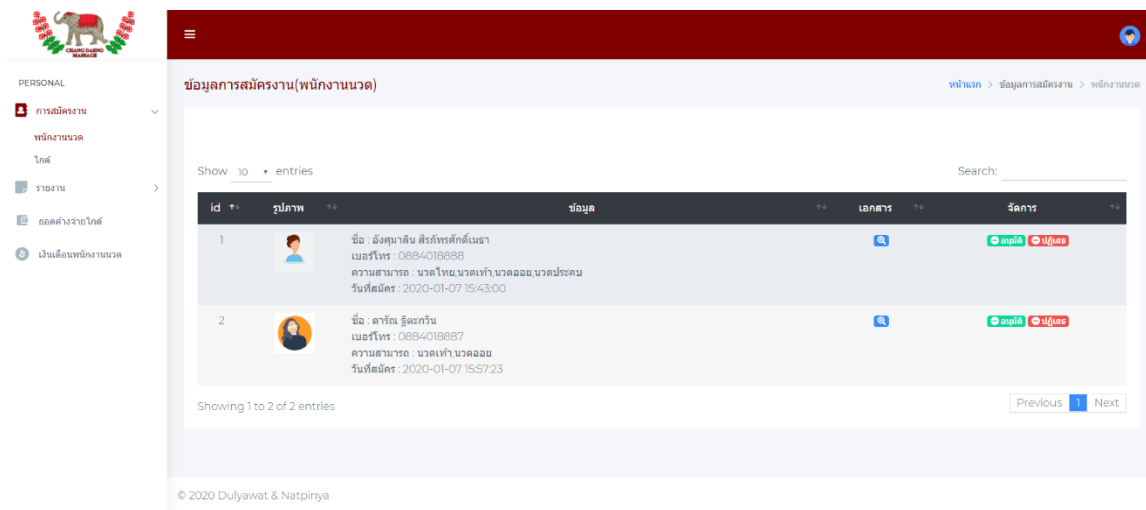 CHANG DAENG
MASSAGE
PERSONAL
การสมัครงาน
พนักงานนวด
ไกด์
รายงาน
ยอดค้างจ่ายไกด์
เงินเดือนพนักงานนวด
ข้อมูลการสมัครงาน(พนักงานนวด)
หน้าแรก > ข้อมูลการสมัครงาน > พนักงานนวด
Show 10 entries
Search:
id รูปภาพ ข้อมูล เอกสาร จัดการ
1
ชื่อ : อังศุมาลิน สิรภัทรศักดิ์เมธา
เบอร์โทร : 0884018888
ความสามารถ : นวดไทย,นวดเท้า,นวดออย,นวดประคบ
วันที่สมัคร : 2020-01-07 15:43:00
อนุมัติ ปฏิเสธ
2
ชื่อ : ดารัณ ฐิตะกวิน
เบอร์โทร : 0884018887
ความสามารถ : นวดเท้า,นวดออย
วันที่สมัคร : 2020-01-07 15:57:23
อนุมัติ ปฏิเสธ
Showing 1 to 2 of 2 entries
Previous 1 Next
© 2020 Dulyawat & Natpinya